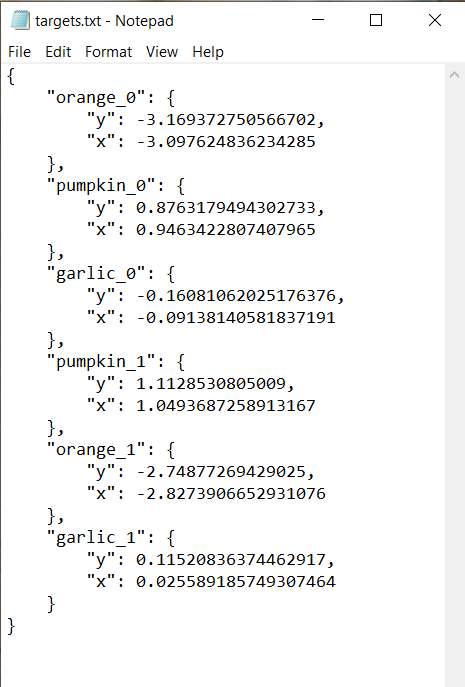 targets.txt - Notepad
File Edit Format View Help
{
    "orange_0": {
        "y": -3.169372750566702,
        "x": -3.097624836234285
    },
    "pumpkin_0": {
        "y": 0.8763179494302733,
        "x": 0.9463422807407965
    },
    "garlic_0": {
        "y": -0.16081062025176376,
        "x": -0.09138140581837191
    },
    "pumpkin_1": {
        "y": 1.1128530805009,
        "x": 1.0493687258913167
    },
    "orange_1": {
        "y": -2.74877269429025,
        "x": -2.8273906652931076
    },
    "garlic_1": {
        "y": 0.11520836374462917,
        "x": 0.025589185749307464
    }
}